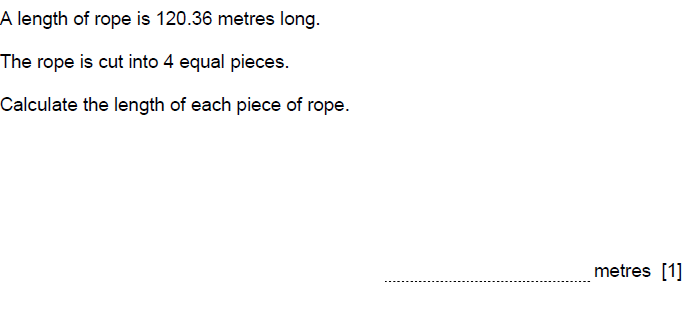 A length of rope is 120.36 metres long.
The rope is cut into 4 equal pieces.
Calculate the length of each piece of rope.
metres [1]